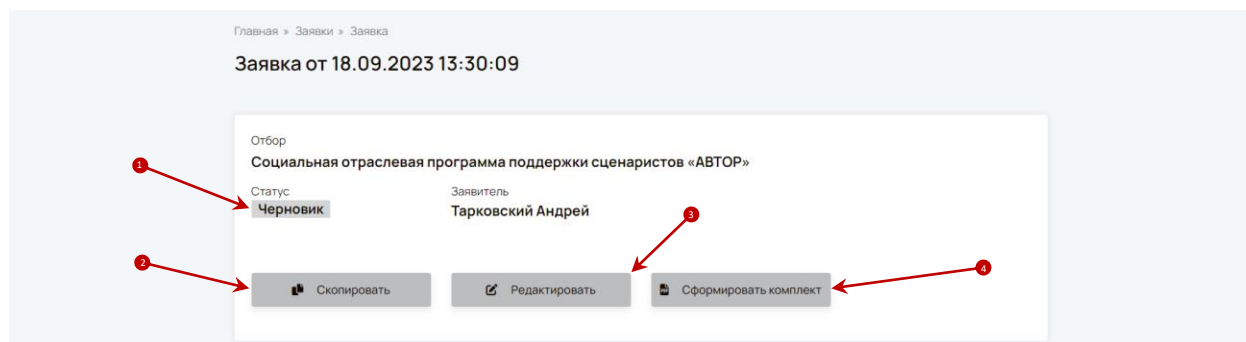 Главная » Заявки » Заявка
Заявка от 18.09.2023 13:30:09
Отбор
1
Социальная отраслевая программа поддержки сценаристов «АВТОР»
Статус Заявитель
Черновик Тарковский Андрей
3
2
4
Скопировать Редактировать Сформировать комплект